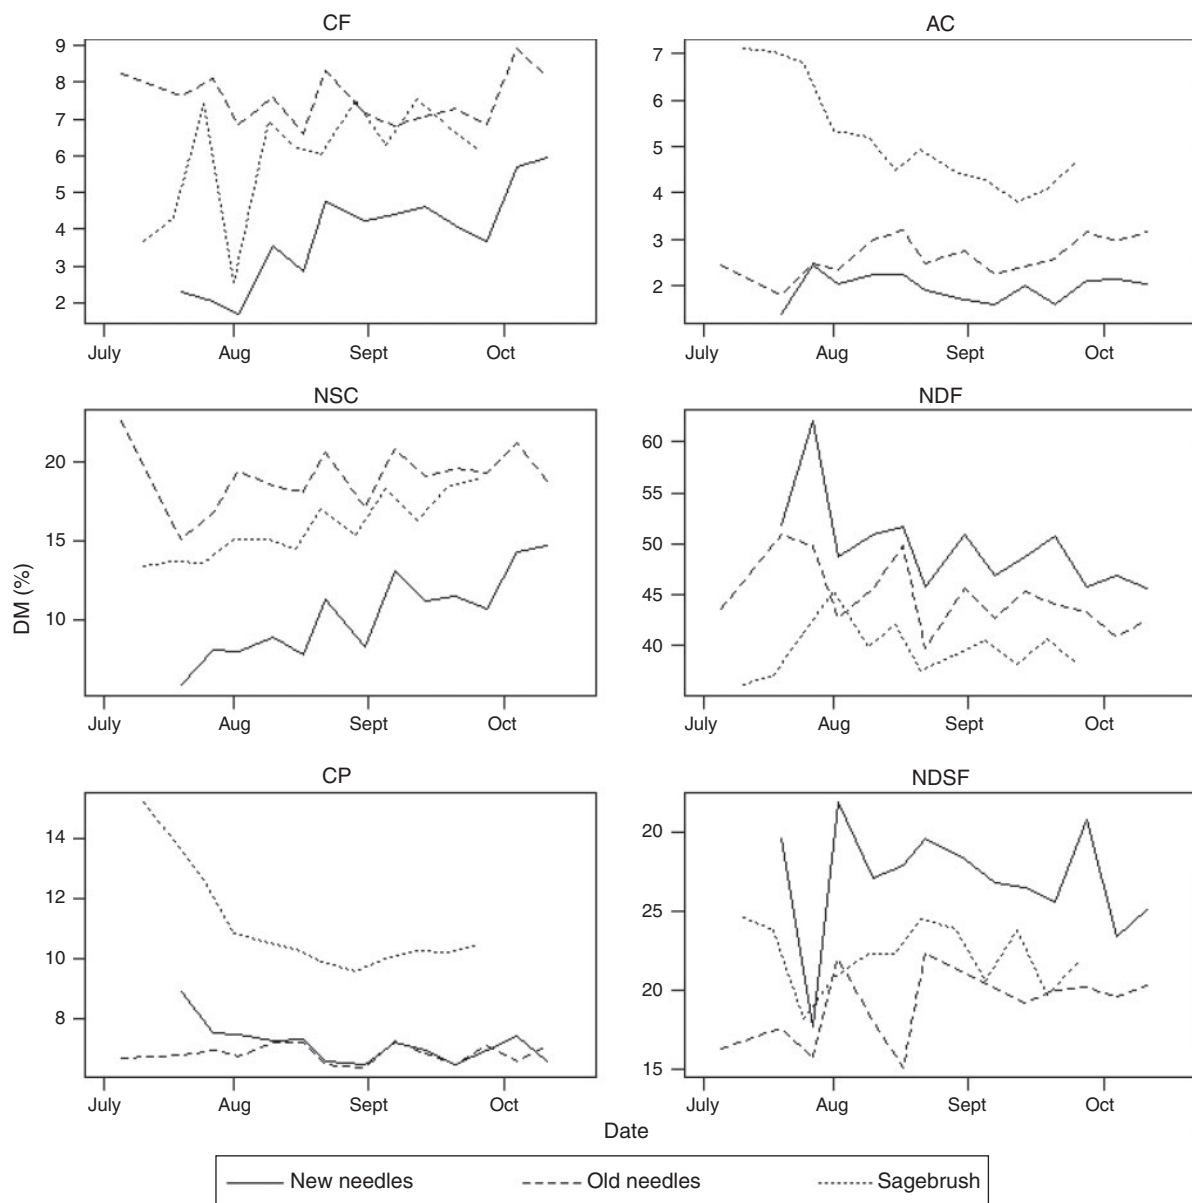 CF
9
8
7
6
5
4
3
2
July Aug Sept Oct
AC
7
6
5
4
3
2
July Aug Sept Oct
NSC
20
15
10
July Aug Sept Oct
NDF
60
55
50
45
40
July Aug Sept Oct
DM (%)
CP
14
12
10
8
July Aug Sept Oct
NDSF
20
25
20
15
July Aug Sept Oct
Date
New needles Old needles Sagebrush